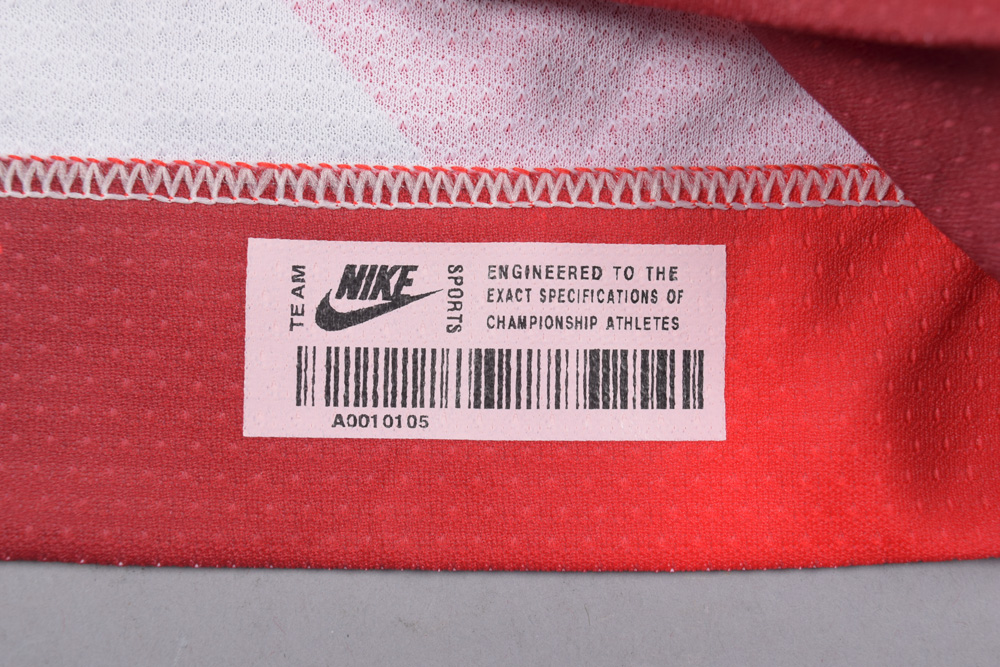 TEAM
NIKE
SPORTS
ENGINEERED TO THE
EXACT SPECIFICATIONS OF
CHAMPIONSHIP ATHLETES
A0010105